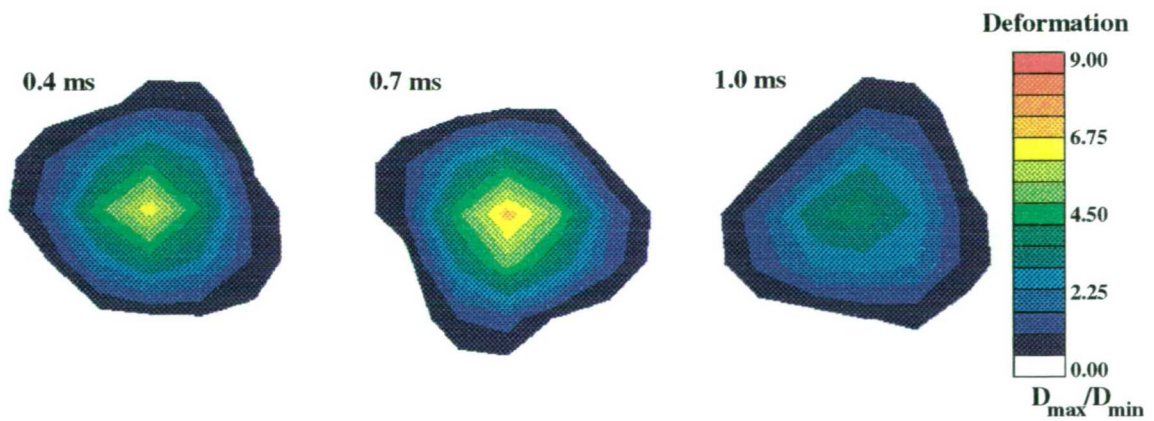 Deformation
0.4 ms
0.7 ms
1.0 ms
9.00
6.75
4.50
2.25
0.00
Dmax/Dmin